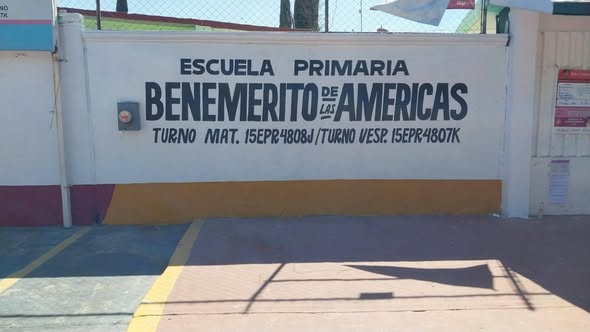 ESCUELA PRIMARIA
BENEMERITO DE LAS AMERICAS
TURNO MAT. 15EPR4808J/TURNO VESP. 15EPR4807K